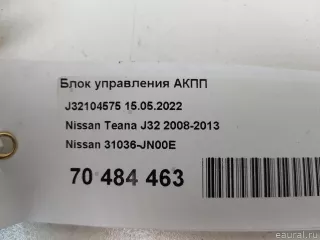 Блок управления АКПП
J32104575 15.05.2022
Nissan Teana J32 2008-2013
Nissan 31036-JN00E
70 484 463
eaural.ru